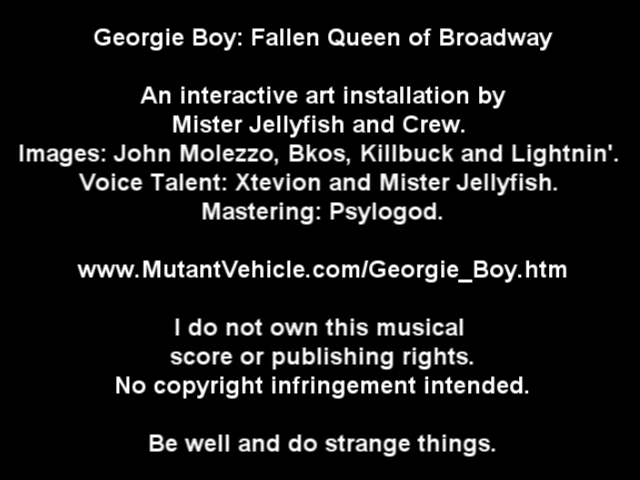 Georgie Boy: Fallen Queen of Broadway
An interactive art installation by
Mister Jellyfish and Crew.
Images: John Molezzo, Bkos, Killbuck and Lightnin'.
Voice Talent: Xtevion and Mister Jellyfish.
Mastering: Psylogod.
www.MutantVehicle.com/Georgie_Boy.htm
I do not own this musical
score or publishing rights.
No copyright infringement intended.
Be well and do strange things.